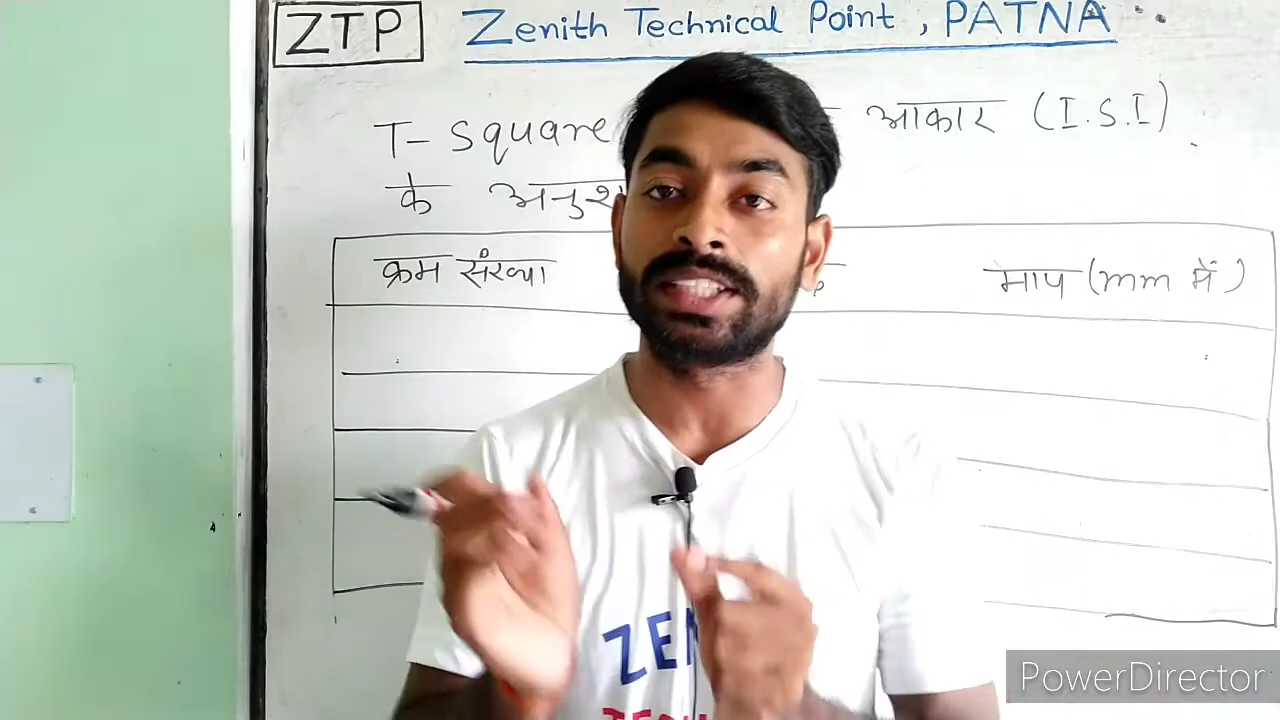 ZTP Zenith Technical Point, PATNA
T-Square आकार (I.S.I)
के
क्रम संख्या माप (mm में)
ZEN
PowerDirector